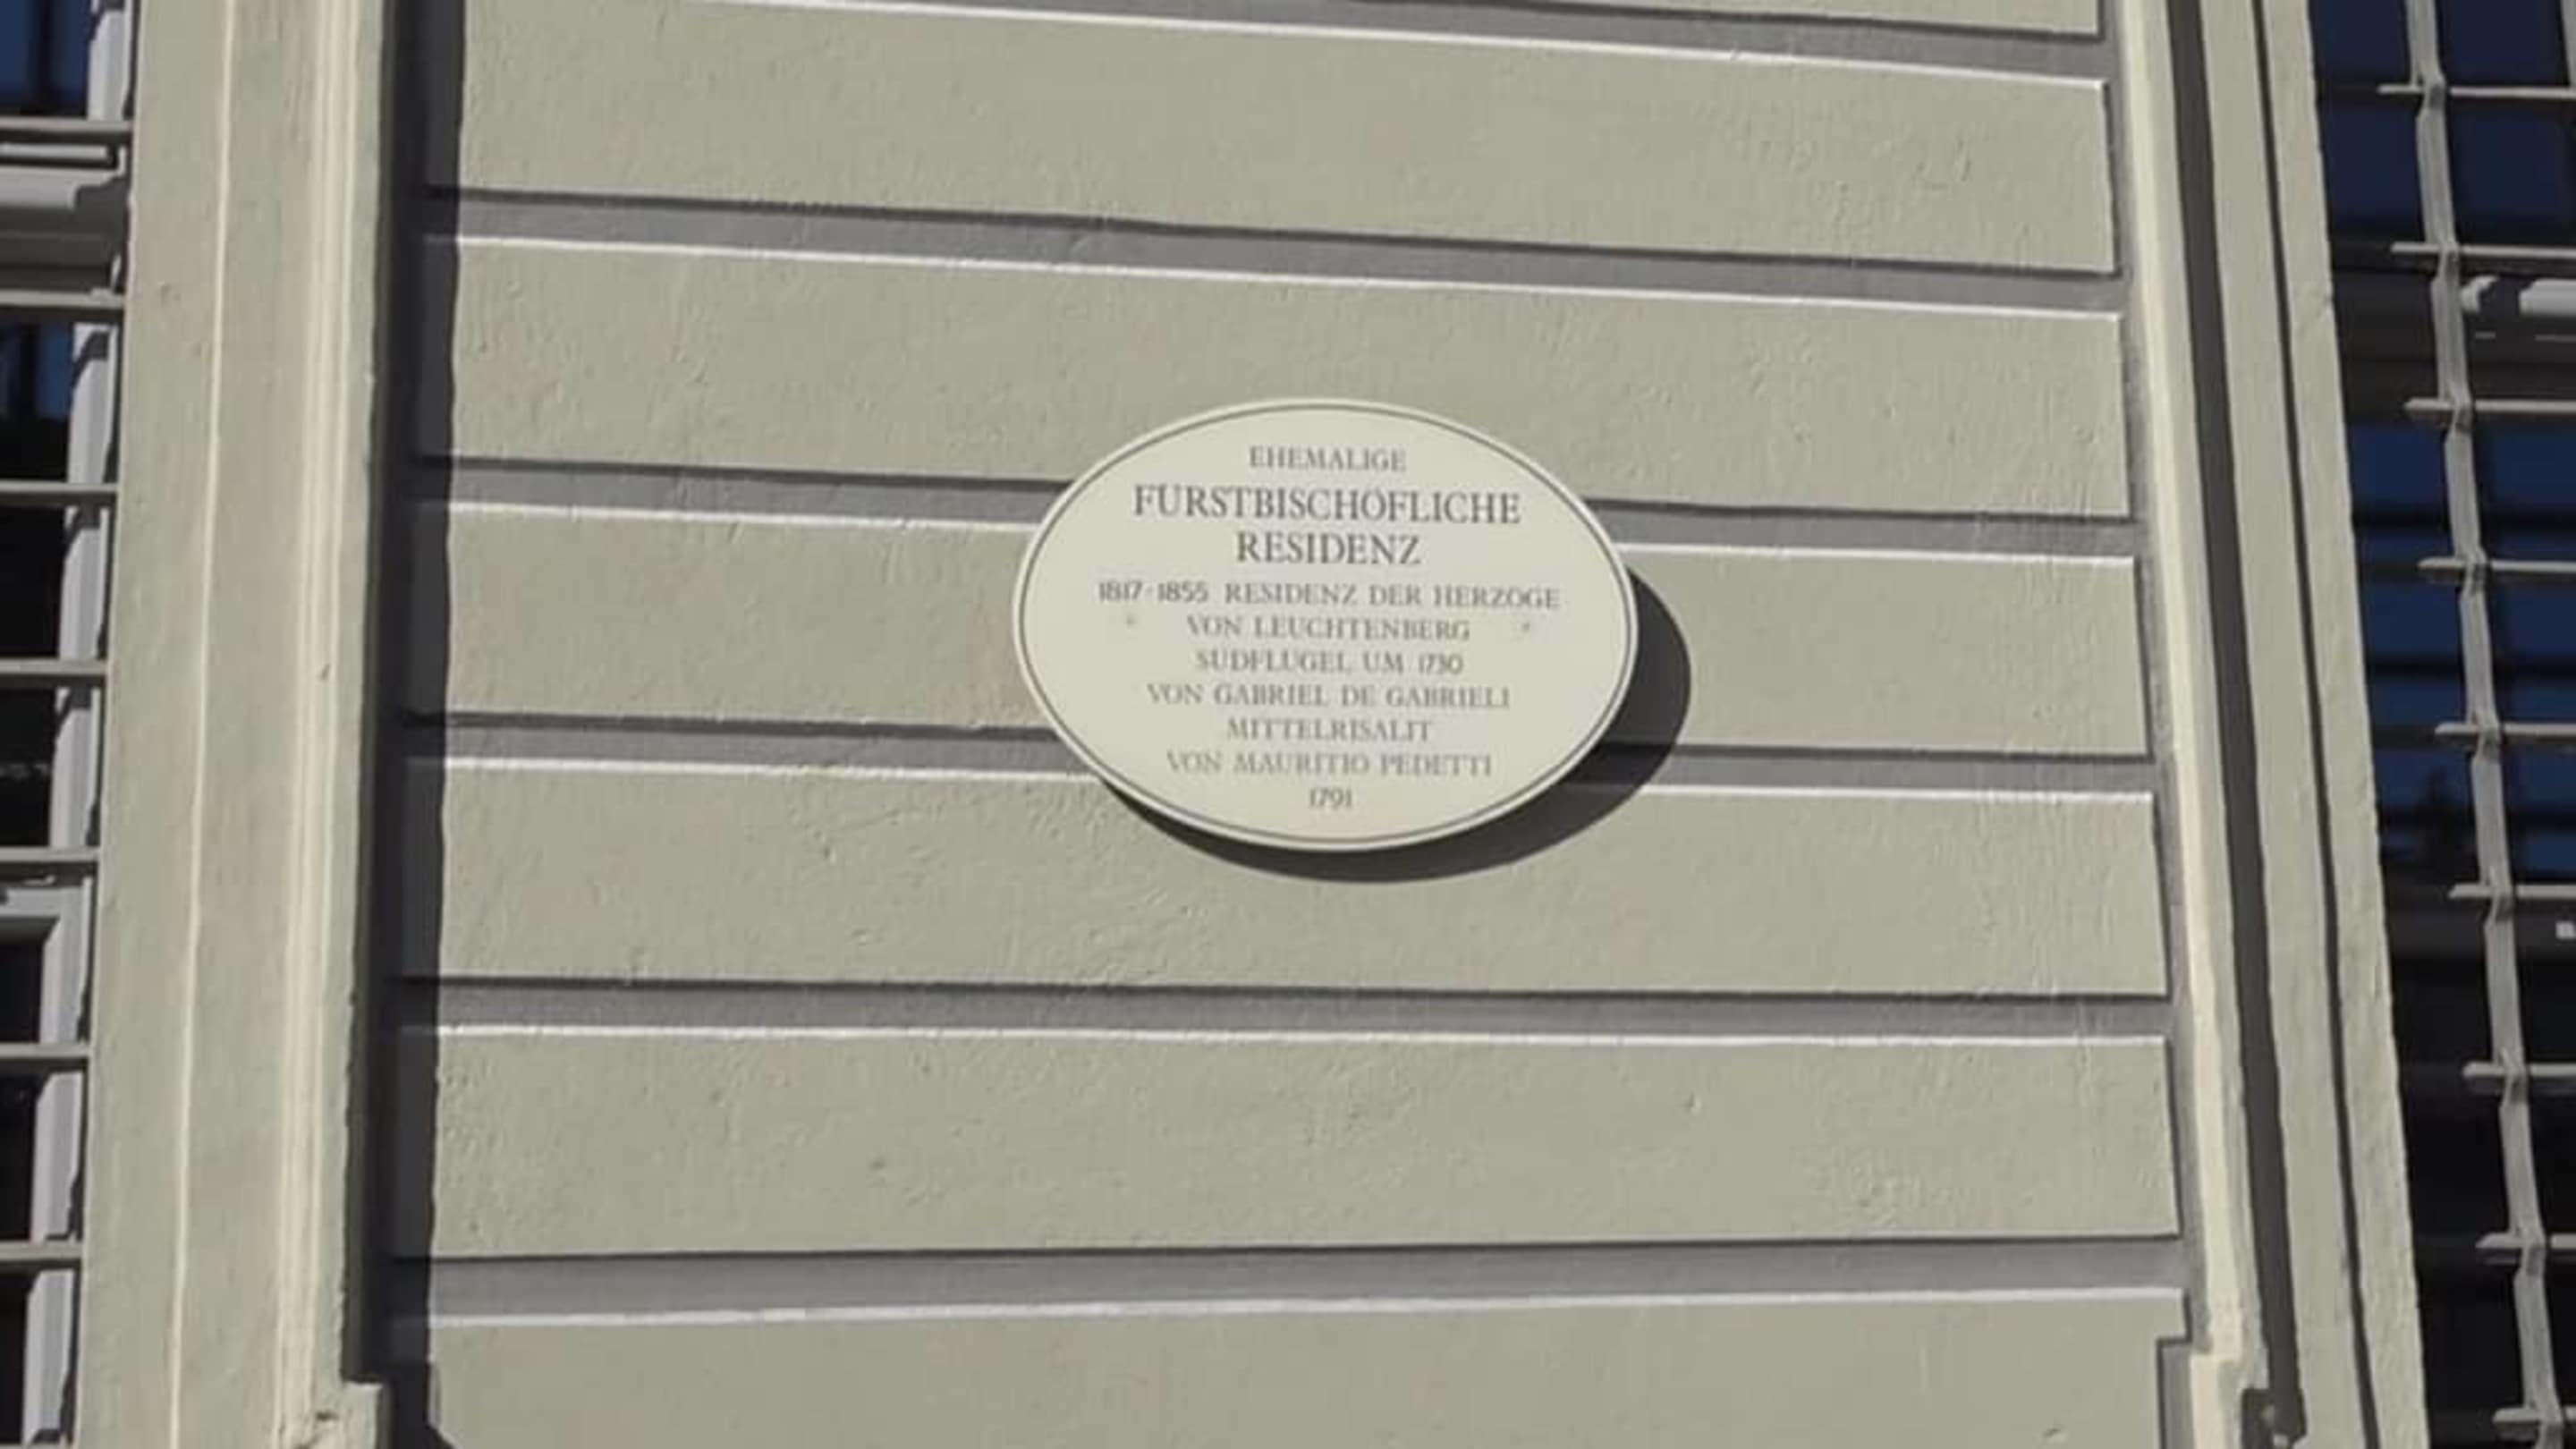 EHEMALIGE
FÜRSTBISCHÖFLICHE
RESIDENZ
1817-1855 RESIDENZ DER HERZÖGE
VON LEUCHTENBERG
SÜDFLÜGEL UM 1730
VON GABRIEL DE GABRIELI
MITTELRISALIT
VON MAURITIO PEDETTI
1791